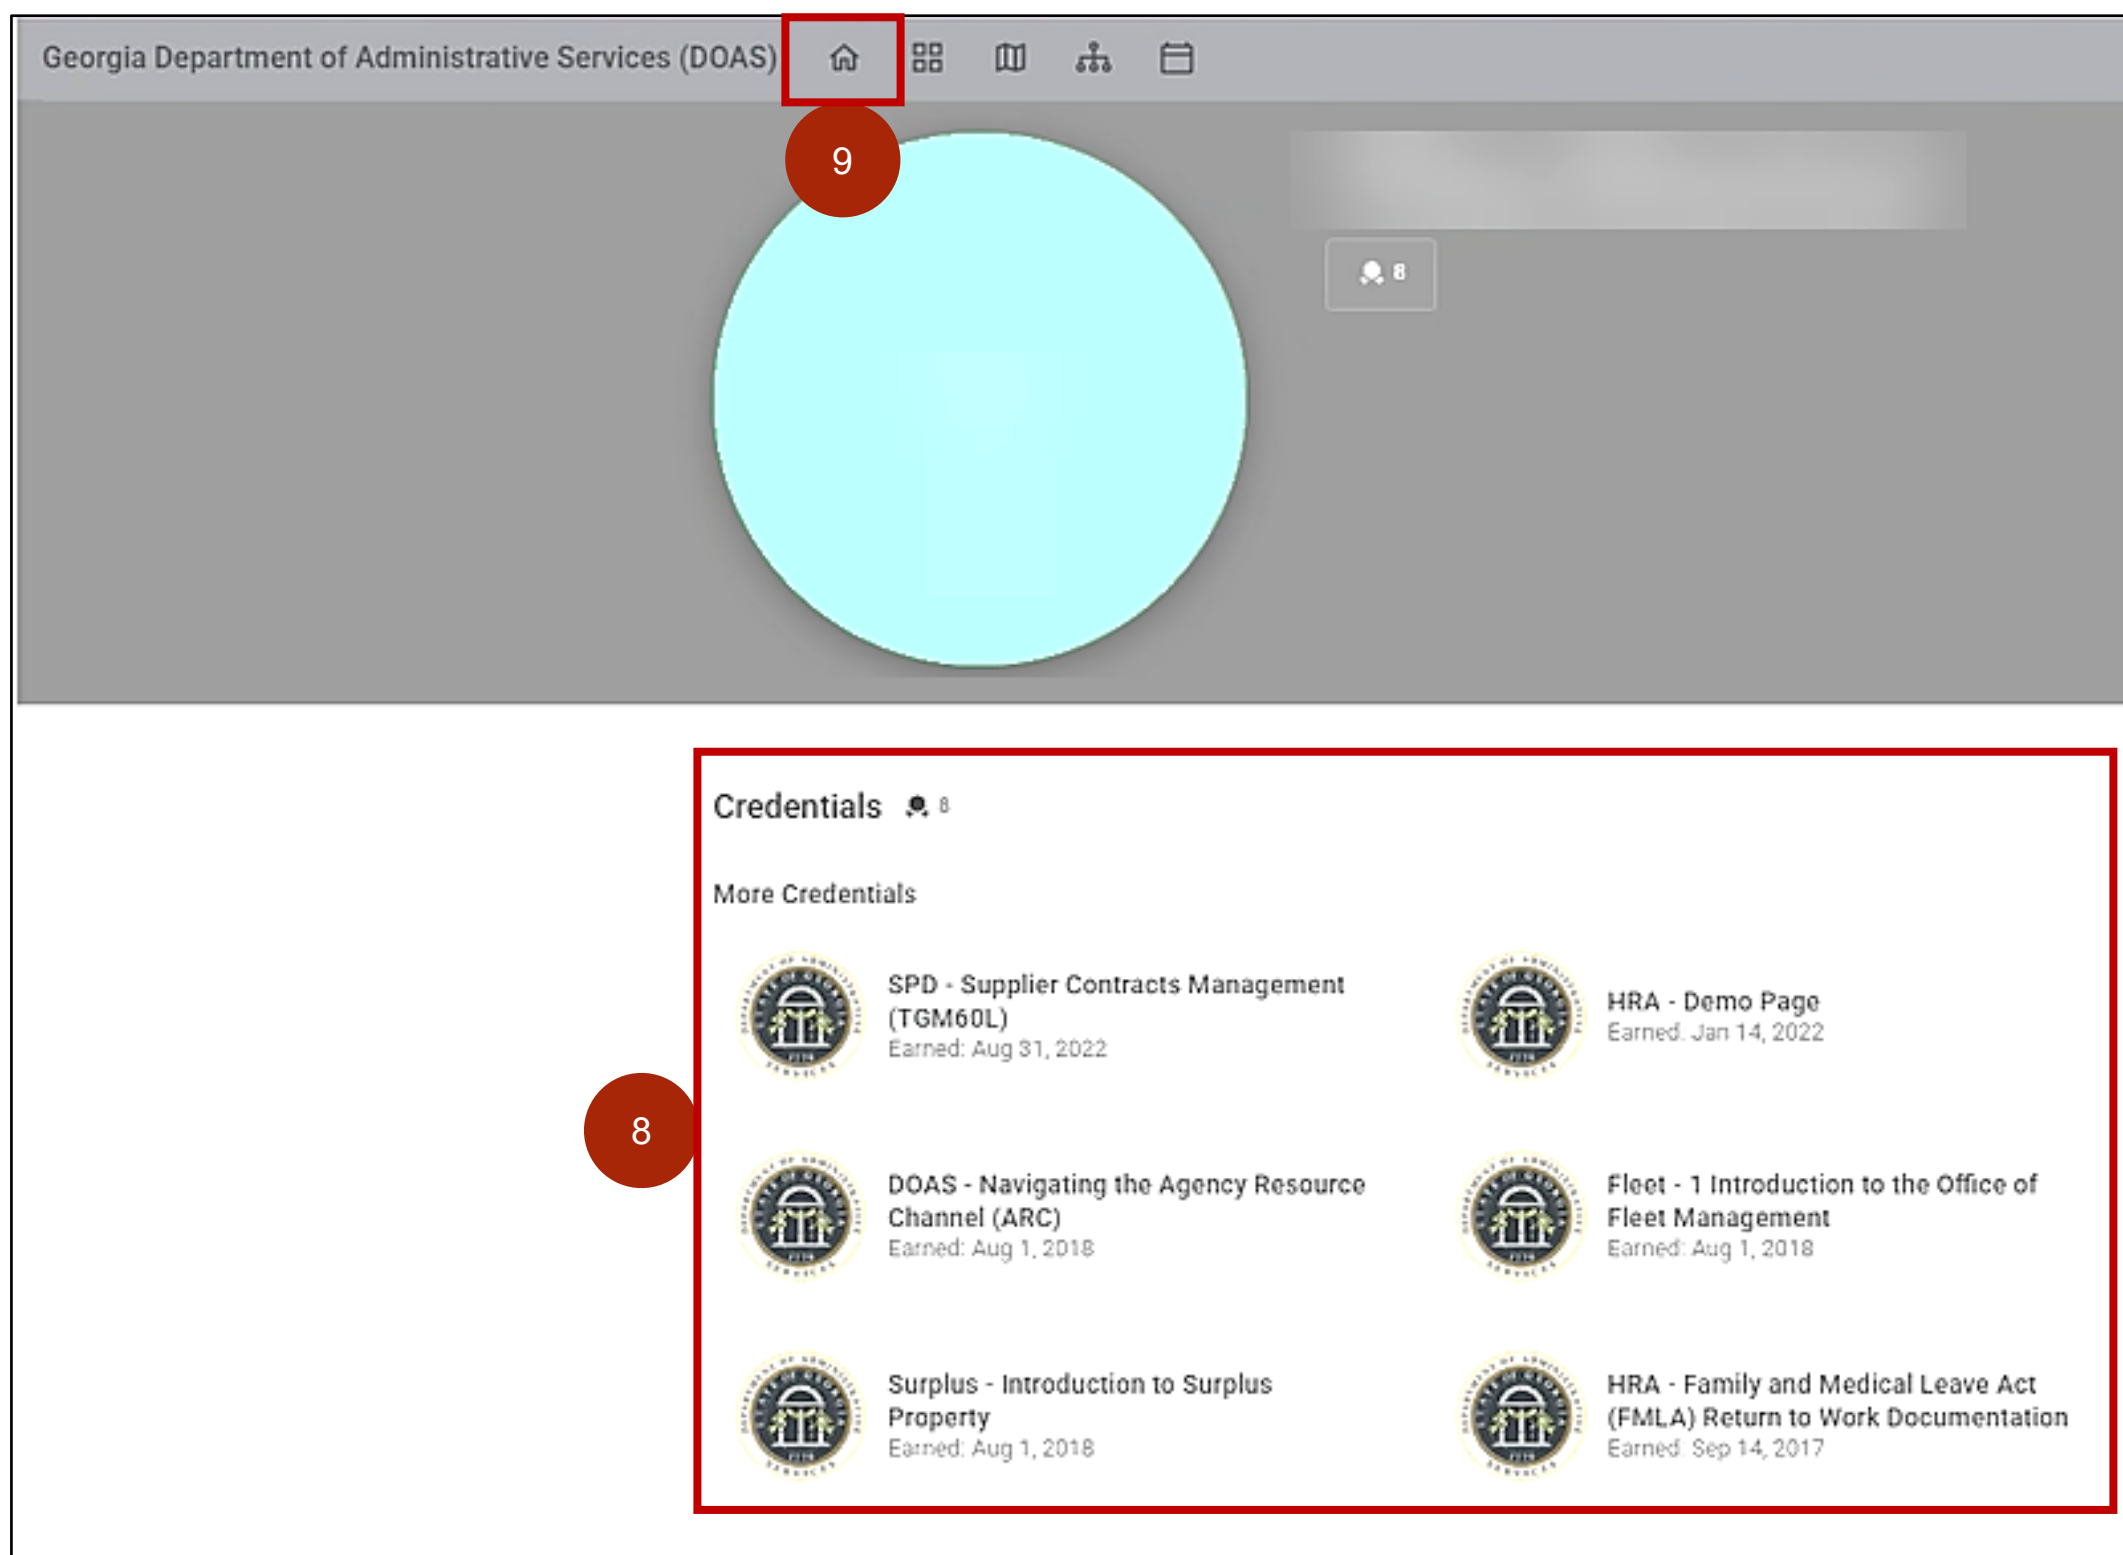 Georgia Department of Administrative Services (DOAS)
9
8
Credentials 8
More Credentials
SPD - Supplier Contracts Management
(TGM60L)
Earned: Aug 31, 2022
HRA - Demo Page
Earned: Jan 14, 2022
8
DOAS - Navigating the Agency Resource
Channel (ARC)
Earned: Aug 1, 2018
Fleet - 1 Introduction to the Office of
Fleet Management
Earned: Aug 1, 2018
Surplus - Introduction to Surplus
Property
Earned: Aug 1, 2018
HRA - Family and Medical Leave Act
(FMLA) Return to Work Documentation
Earned: Sep 14, 2017